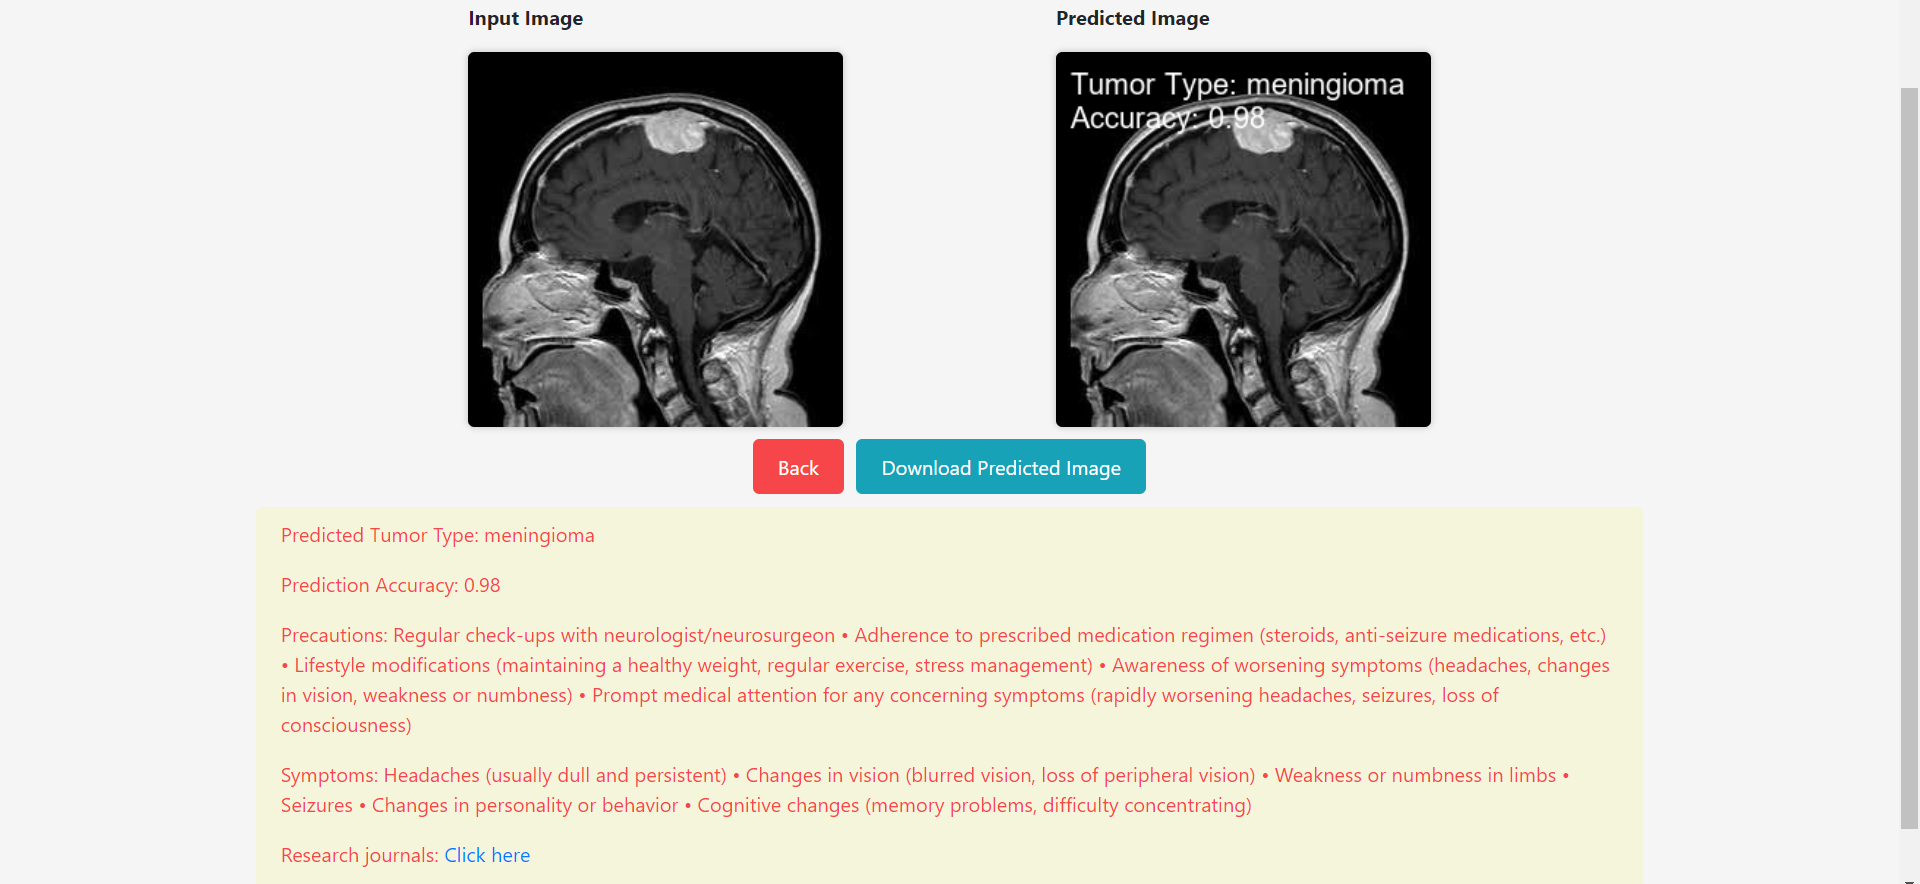 Input Image
Predicted Image
Tumor Type: meningioma
Accuracy: 0.98
Back
Download Predicted Image
Predicted Tumor Type: meningioma
Prediction Accuracy: 0.98
Precautions: Regular check-ups with neurologist/neurosurgeon • Adherence to prescribed medication regimen (steroids, anti-seizure medications, etc.)
• Lifestyle modifications (maintaining a healthy weight, regular exercise, stress management) • Awareness of worsening symptoms (headaches, changes
in vision, weakness or numbness) • Prompt medical attention for any concerning symptoms (rapidly worsening headaches, seizures, loss of
consciousness)
Symptoms: Headaches (usually dull and persistent) • Changes in vision (blurred vision, loss of peripheral vision) • Weakness or numbness in limbs •
Seizures • Changes in personality or behavior • Cognitive changes (memory problems, difficulty concentrating)
Research journals: Click here